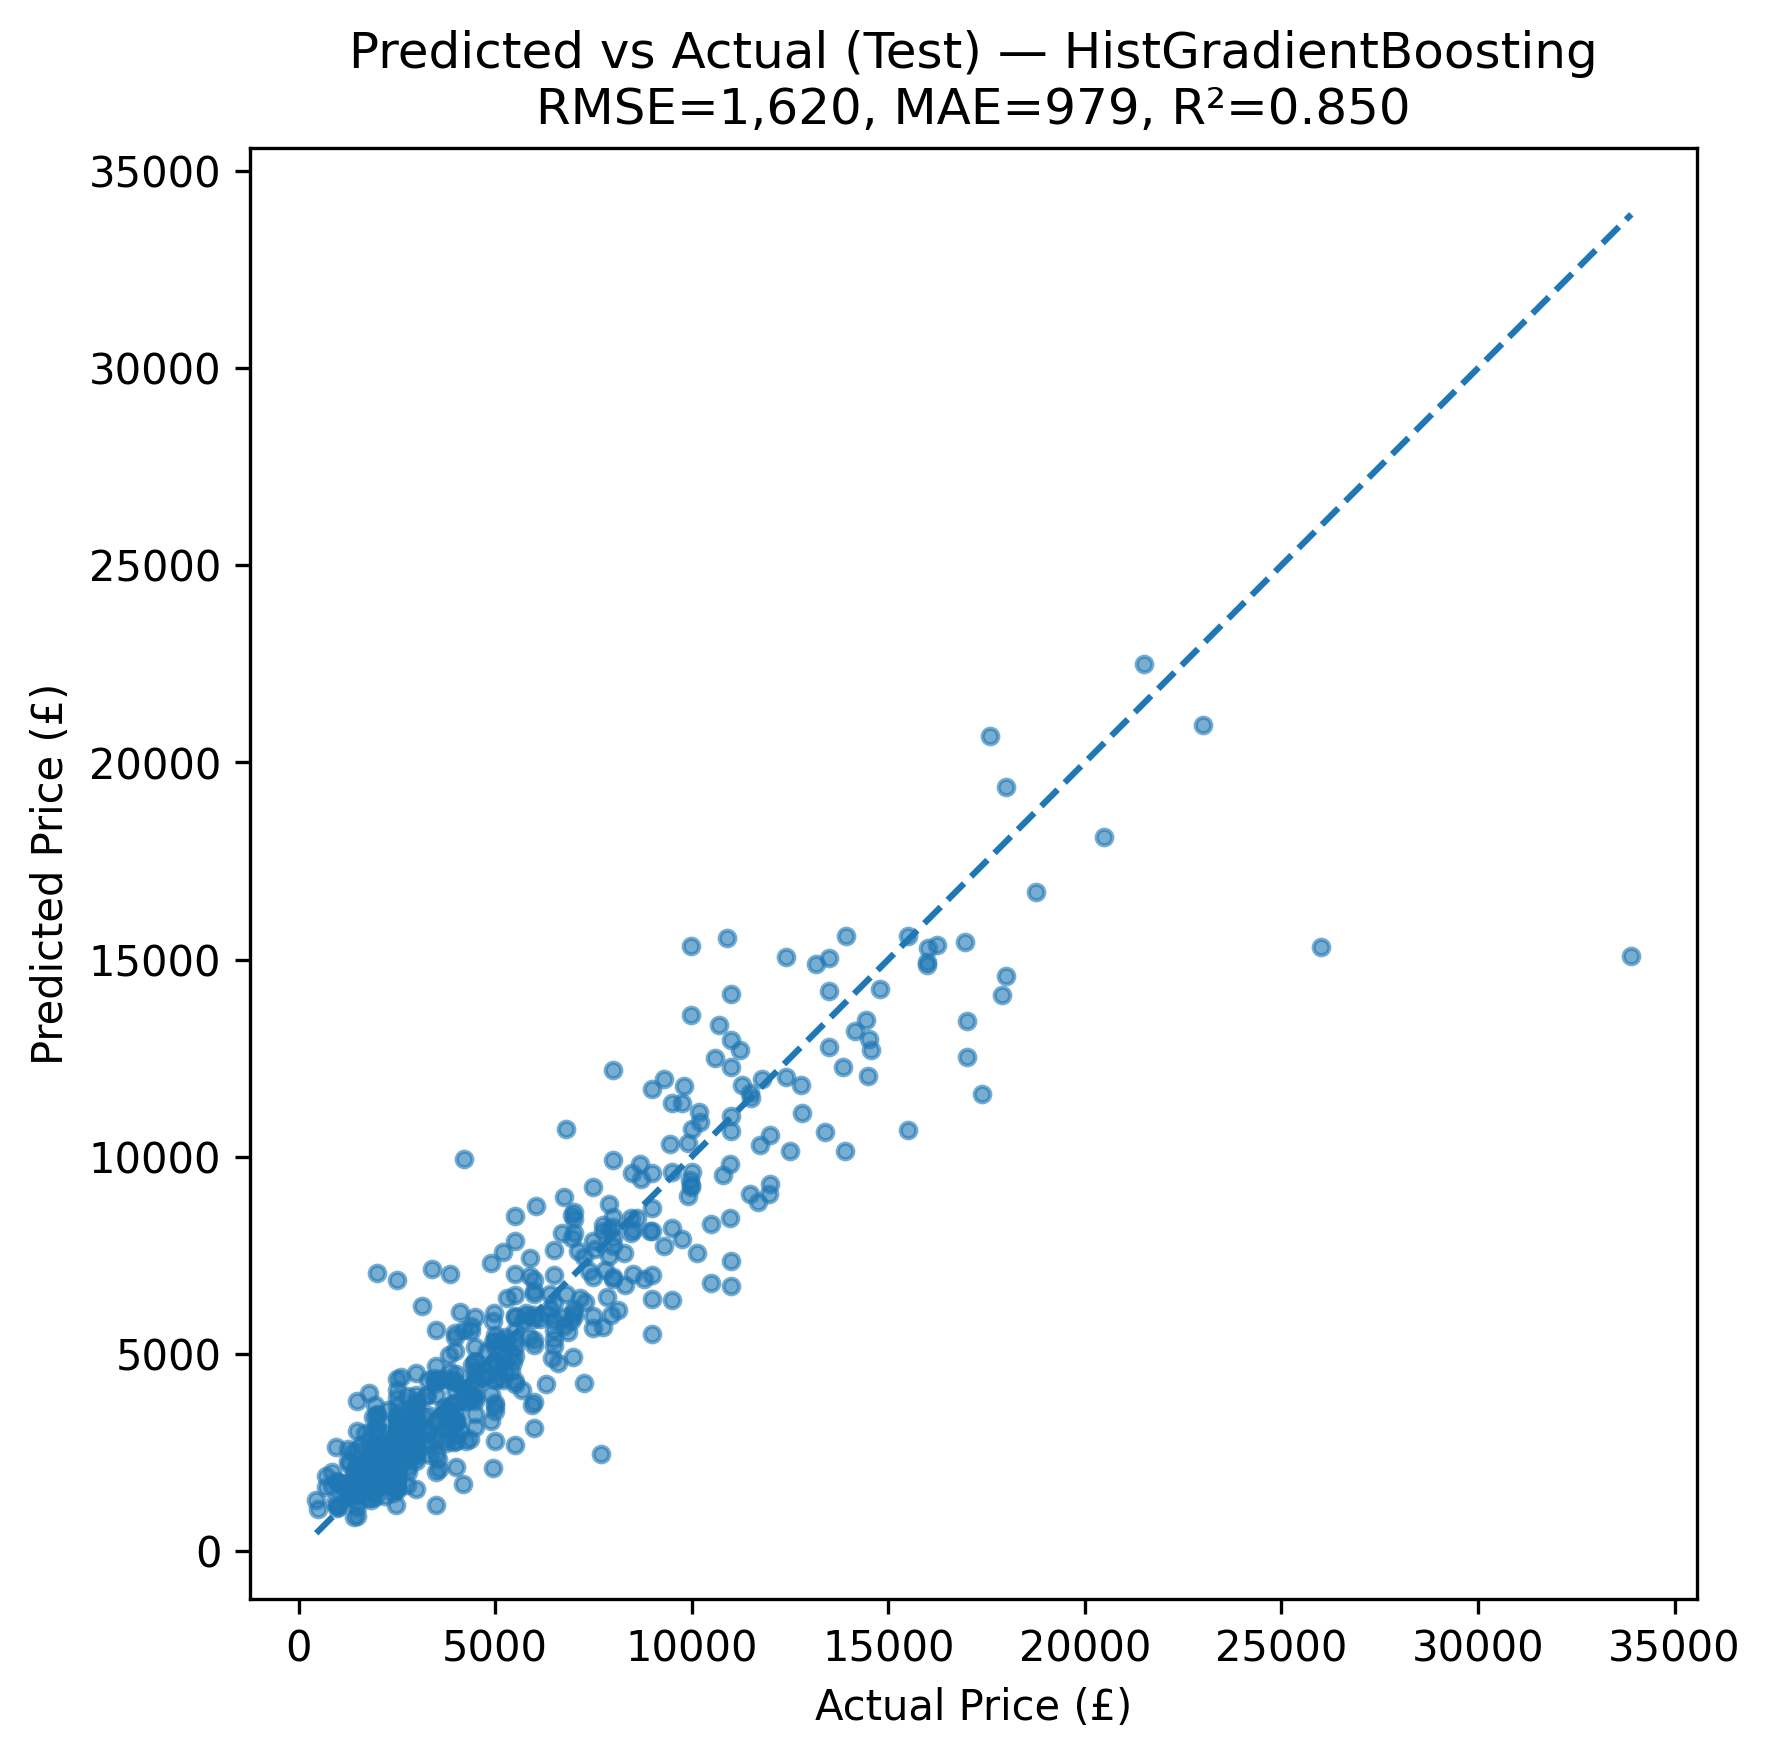 Predicted vs Actual (Test) — HistGradientBoosting
RMSE=1,620, MAE=979, R²=0.850
35000
30000
25000
20000
15000
10000
5000
0
Predicted Price (£)
0 5000 10000 15000 20000 25000 30000 35000
Actual Price (£)